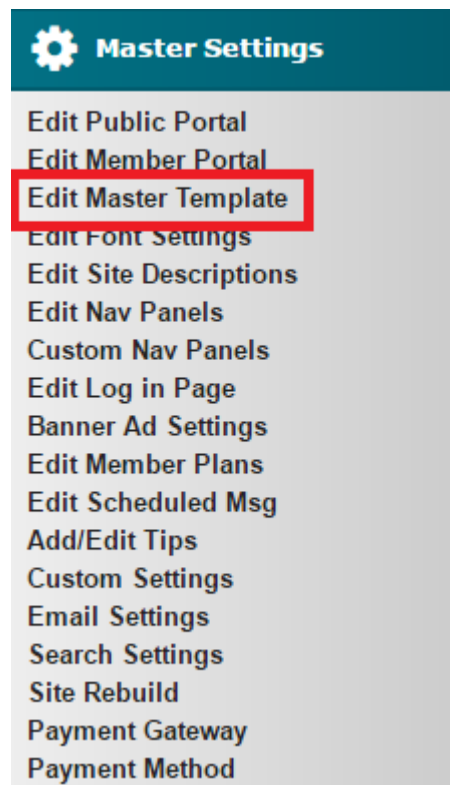 Master Settings
Edit Public Portal
Edit Member Portal
Edit Master Template
Edit Font Settings
Edit Site Descriptions
Edit Nav Panels
Custom Nav Panels
Edit Log in Page
Banner Ad Settings
Edit Member Plans
Edit Scheduled Msg
Add/Edit Tips
Custom Settings
Email Settings
Search Settings
Site Rebuild
Payment Gateway
Payment Method